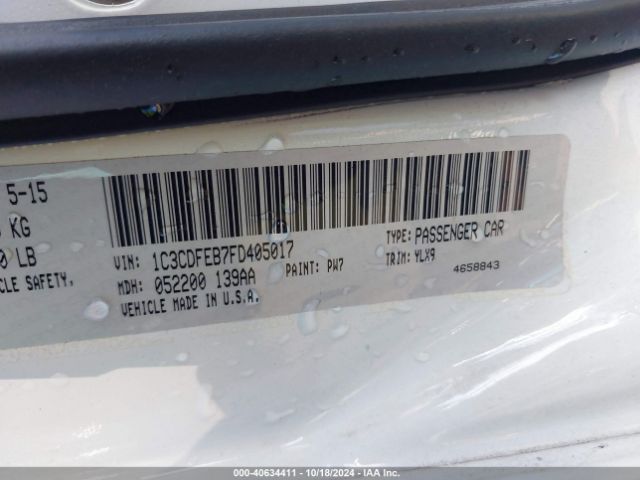 5-15
KG
0 LB
CLE SAFETY,
VIN: 1C3CDFEB7FD405017
TYPE: PASSENGER CAR
MDH: 052200 139AA
PAINT: PW7
TRIM: YLX9
VEHICLE MADE IN U.S.A.
4658843
000-40634411 - 10/18/2024 - IAA Inc.